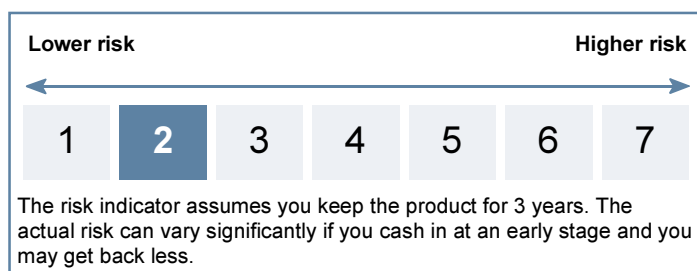 Lower risk Higher risk
1 2 3 4 5 6 7
The risk indicator assumes you keep the product for 3 years. The
actual risk can vary significantly if you cash in at an early stage and you
may get back less.